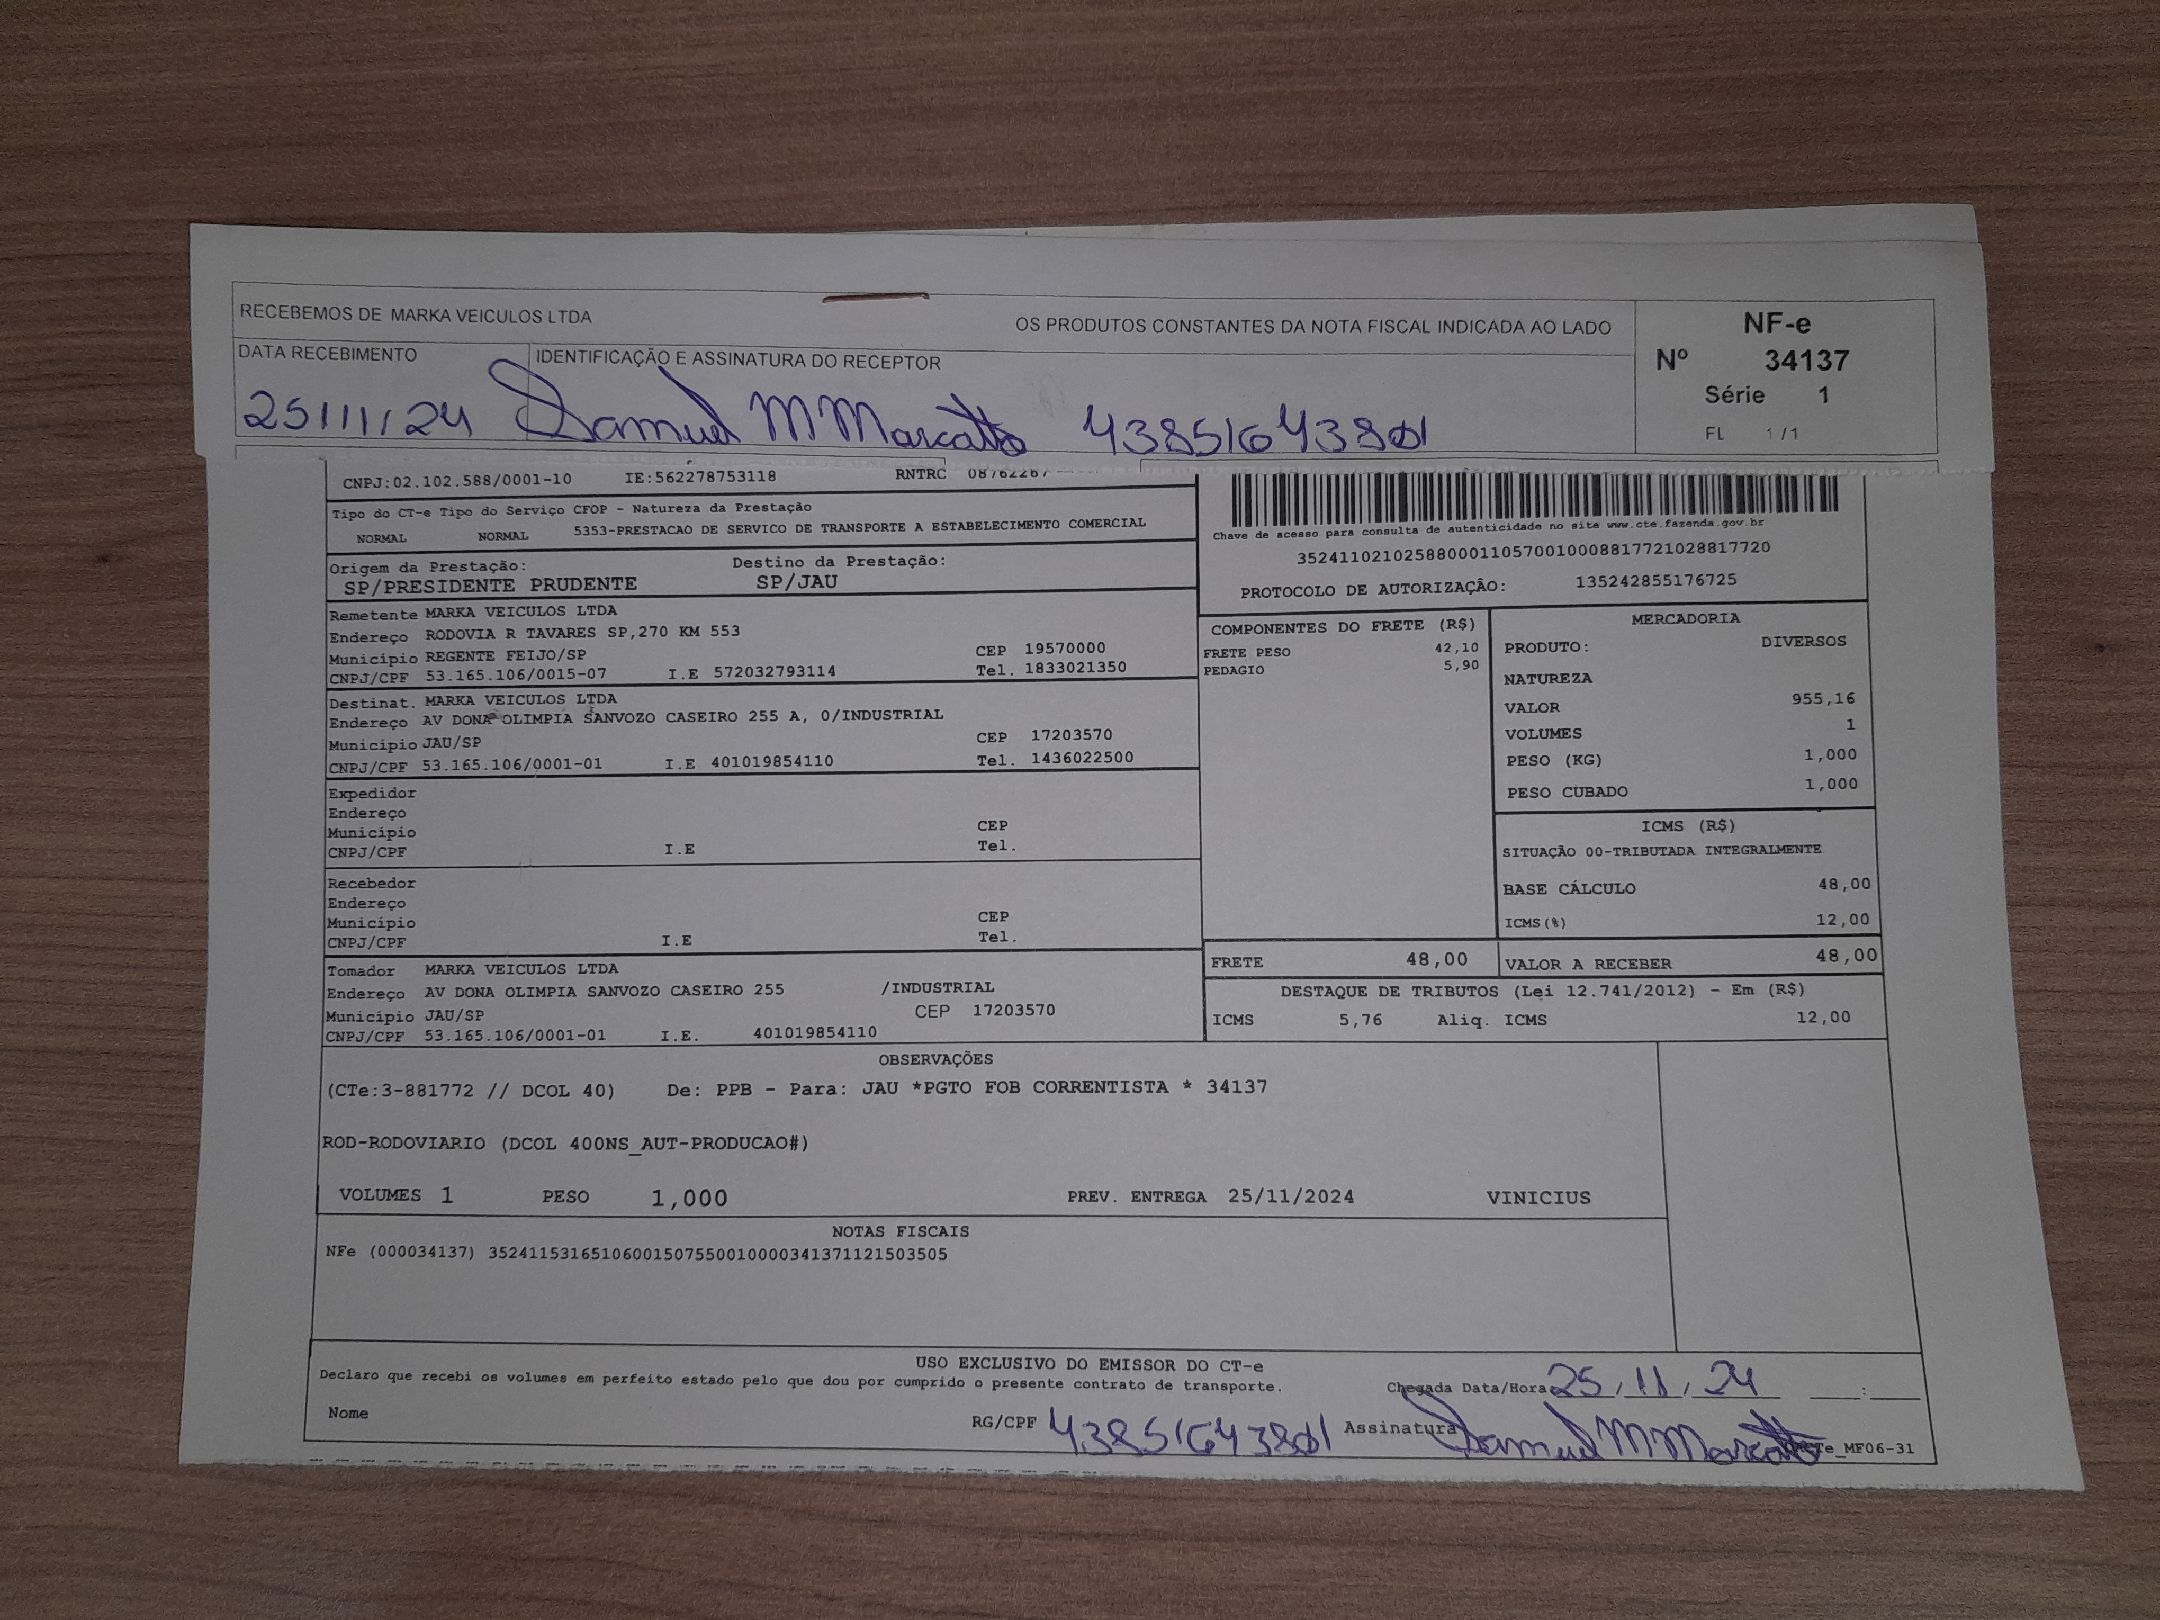 RECEBEMOS DE MARKA VEICULOS LTDA OS PRODUTOS CONSTANTES DA NOTA FISCAL INDICADA AO LADO
NF-e
Nº 34137
Série 1
FL 1 / 1
DATA RECEBIMENTO IDENTIFICAÇÃO E ASSINATURA DO RECEPTOR
25/11/24 Samuel M Marcatto 43851643801
CNPJ:02.102.588/0001-10 IE:562278753118 RNTRC 08762267
Tipo do CT-e Tipo do Serviço CFOP - Natureza da Prestação
NORMAL NORMAL 5353-PRESTACAO DE SERVICO DE TRANSPORTE A ESTABELECIMENTO COMERCIAL
Chave de acesso para consulta de autenticidade no site www.cte.fazenda.gov.br
35241102102588000110570010008817721028817720
PROTOCOLO DE AUTORIZAÇÃO: 135242855176725
Origem da Prestação: Destino da Prestação:
SP/PRESIDENTE PRUDENTE SP/JAU
Remetente MARKA VEICULOS LTDA
Endereço RODOVIA R TAVARES SP,270 KM 553
Município REGENTE FEIJO/SP CEP 19570000
CNPJ/CPF 53.165.106/0015-07 I.E 572032793114 Tel. 1833021350
Destinat. MARKA VEICULOS LTDA
Endereço AV DONA OLIMPIA SANVOZO CASEIRO 255 A, 0/INDUSTRIAL
Município JAU/SP CEP 17203570
CNPJ/CPF 53.165.106/0001-01 I.E 401019854110 Tel. 1436022500
Expedidor
Endereço
Município CEP
CNPJ/CPF I.E Tel.
Recebedor
Endereço
Município CEP
CNPJ/CPF I.E Tel.
Tomador MARKA VEICULOS LTDA
Endereço AV DONA OLIMPIA SANVOZO CASEIRO 255 /INDUSTRIAL
Município JAU/SP CEP 17203570
CNPJ/CPF 53.165.106/0001-01 I.E. 401019854110
COMPONENTES DO FRETE (R$)
FRETE PESO 42,10
PEDAGIO 5,90
MERCADORIA
PRODUTO: DIVERSOS
NATUREZA
VALOR 955,16
VOLUMES 1
PESO (KG) 1,000
PESO CUBADO 1,000
ICMS (R$)
SITUAÇÃO 00-TRIBUTADA INTEGRALMENTE
BASE CÁLCULO 48,00
ICMS(%) 12,00
FRETE 48,00 VALOR A RECEBER 48,00
DESTAQUE DE TRIBUTOS (Lei 12.741/2012) - Em (R$)
ICMS 5,76 Aliq. ICMS 12,00
OBSERVAÇÕES
(CTe:3-881772 // DCOL 40) De: PPB - Para: JAU *PGTO FOB CORRENTISTA * 34137
ROD-RODOVIARIO (DCOL 400NS_AUT-PRODUCAO#)
VOLUMES 1 PESO 1,000 PREV. ENTREGA 25/11/2024 VINICIUS
NOTAS FISCAIS
NFe (000034137) 35241153165106001507550010000341371121503505
USO EXCLUSIVO DO EMISSOR DO CT-e
Declaro que recebi os volumes em perfeito estado pelo que dou por cumprido o presente contrato de transporte. Chegada Data/Hora 25/11/24 :
Nome RG/CPF 43851643801 Assinatura Samuel M Marcatto
_MF06-31